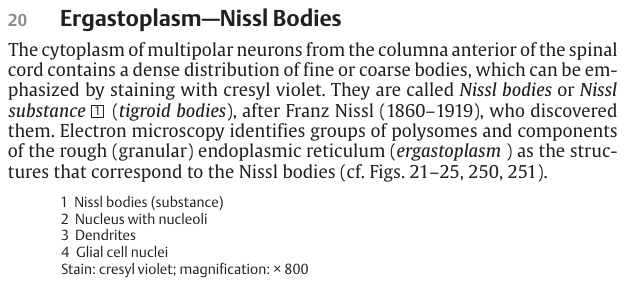 20 Ergastoplasm—Nissl Bodies
The cytoplasm of multipolar neurons from the columna anterior of the spinal
cord contains a dense distribution of fine or coarse bodies, which can be em-
phasized by staining with cresyl violet. They are called Nissl bodies or Nissl
substance 1 (tigroid bodies), after Franz Nissl (1860–1919), who discovered
them. Electron microscopy identifies groups of polysomes and components
of the rough (granular) endoplasmic reticulum (ergastoplasm ) as the struc-
tures that correspond to the Nissl bodies (cf. Figs. 21–25, 250, 251).
1 Nissl bodies (substance)
2 Nucleus with nucleoli
3 Dendrites
4 Glial cell nuclei
Stain: cresyl violet; magnification: × 800